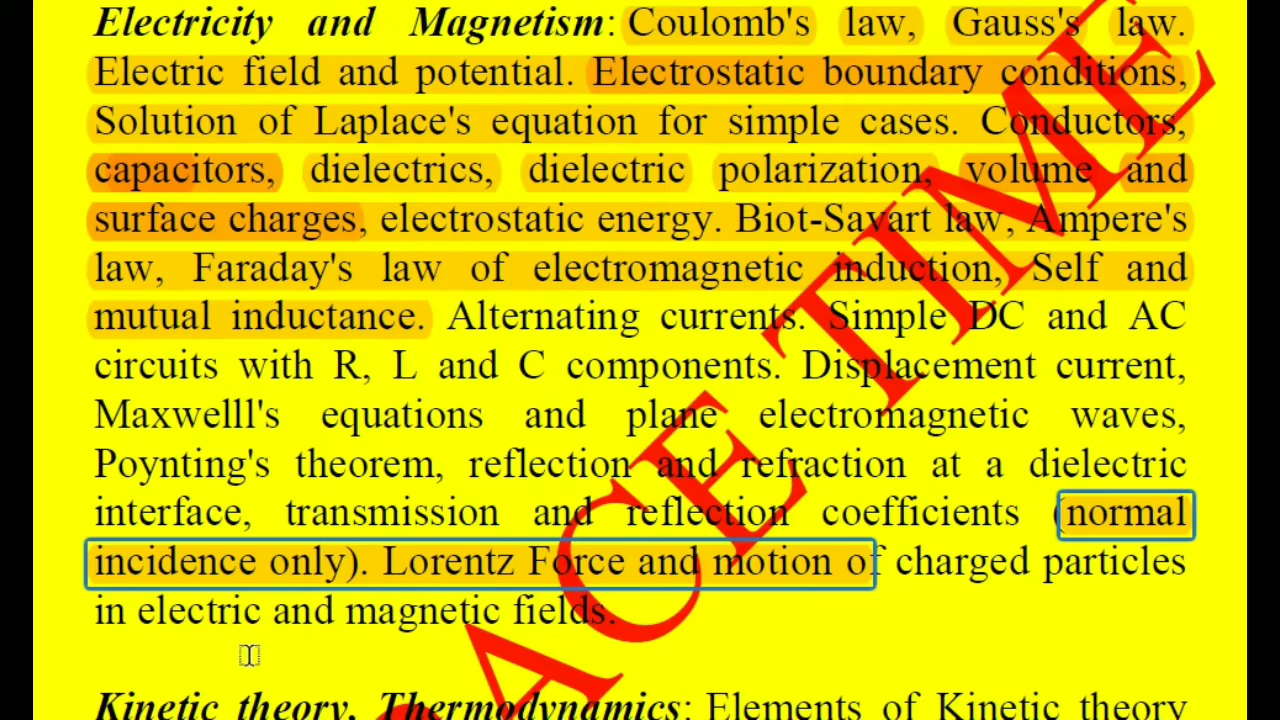 Electricity and Magnetism: Coulomb's law, Gauss's law.
Electric field and potential. Electrostatic boundary conditions,
Solution of Laplace's equation for simple cases. Conductors,
capacitors, dielectrics, dielectric polarization, volume and
surface charges, electrostatic energy. Biot-Savart law, Ampere's
law, Faraday's law of electromagnetic induction, Self and
mutual inductance. Alternating currents. Simple DC and AC
circuits with R, L and C components. Displacement current,
Maxwelll's equations and plane electromagnetic waves,
Poynting's theorem, reflection and refraction at a dielectric
interface, transmission and reflection coefficients (normal
incidence only). Lorentz Force and motion of charged particles
in electric and magnetic fields.
Kinetic theory, Thermodynamics: Elements of Kinetic theory
ACE TIME